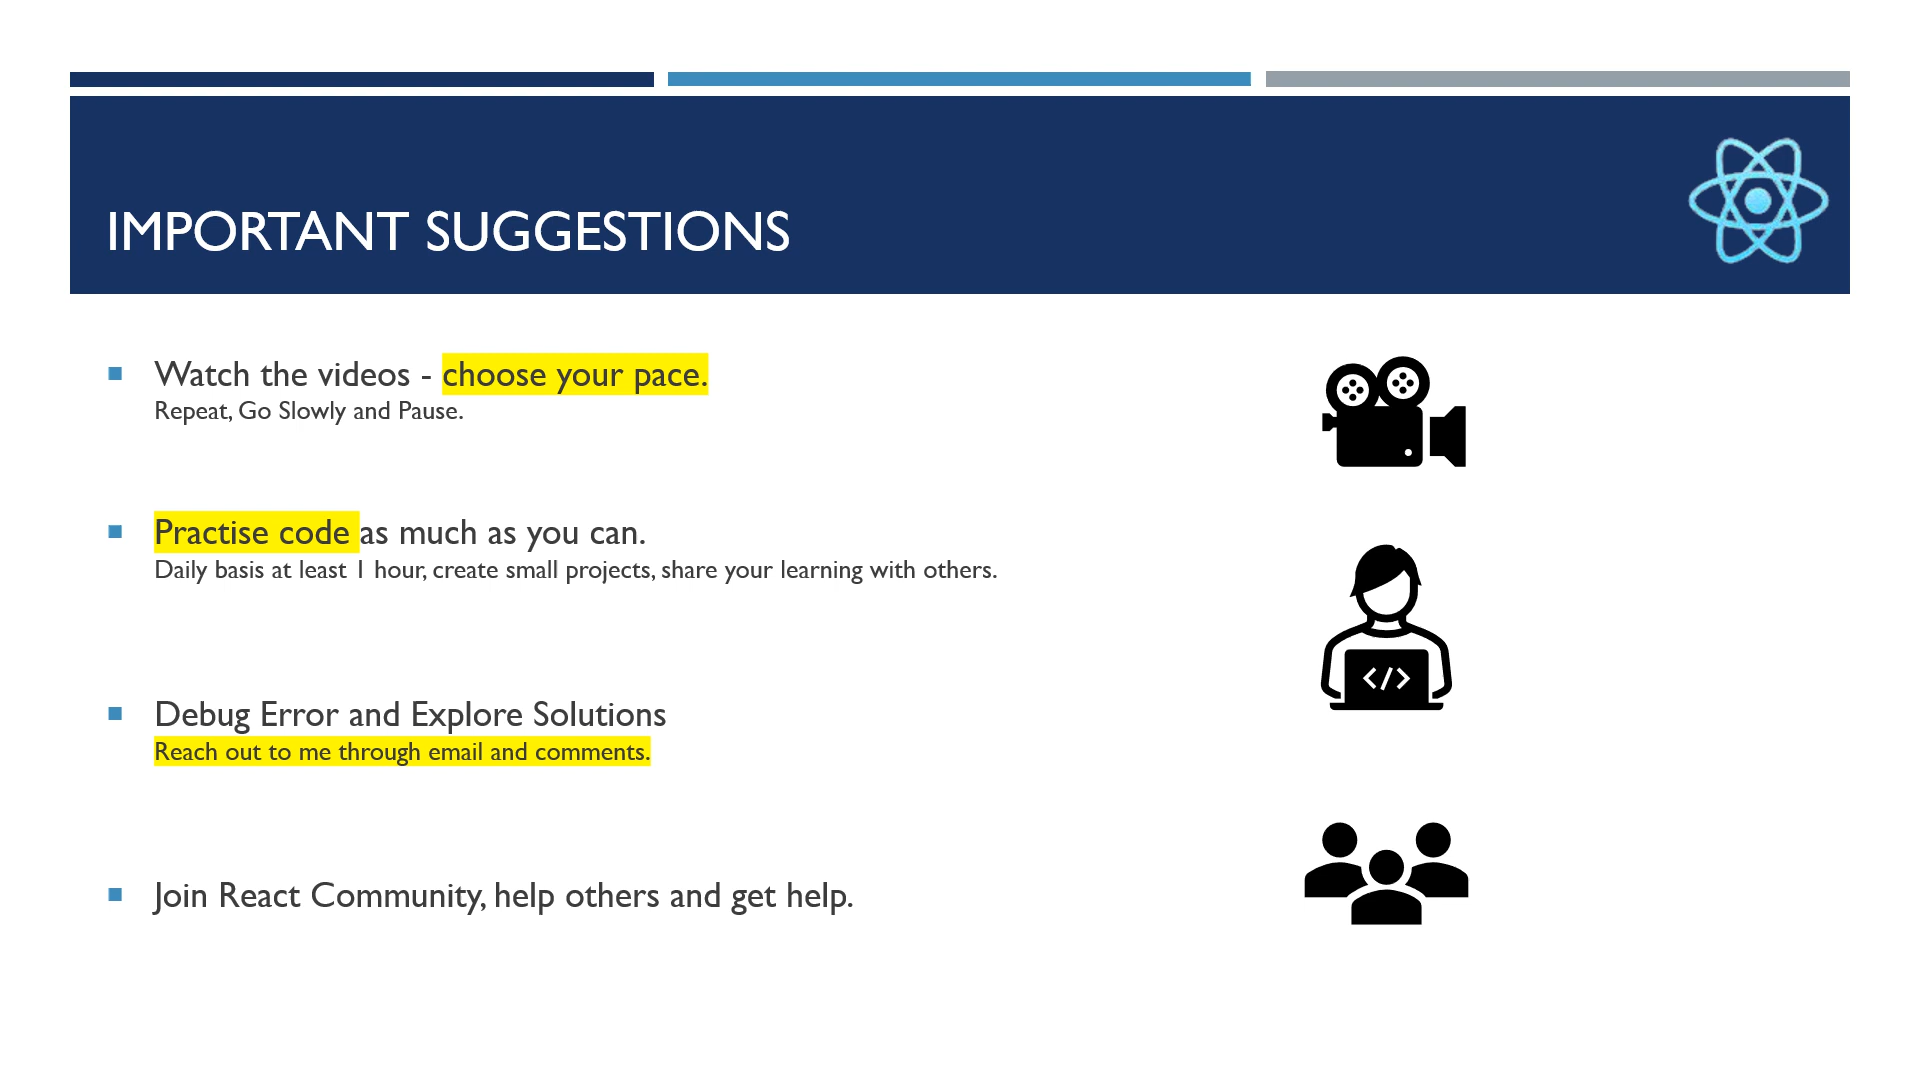 IMPORTANT SUGGESTIONS
Watch the videos - choose your pace.
Repeat, Go Slowly and Pause.
Practise code as much as you can.
Daily basis at least 1 hour, create small projects, share your learning with others.
</>
Debug Error and Explore Solutions
Reach out to me through email and comments.
Join React Community, help others and get help.